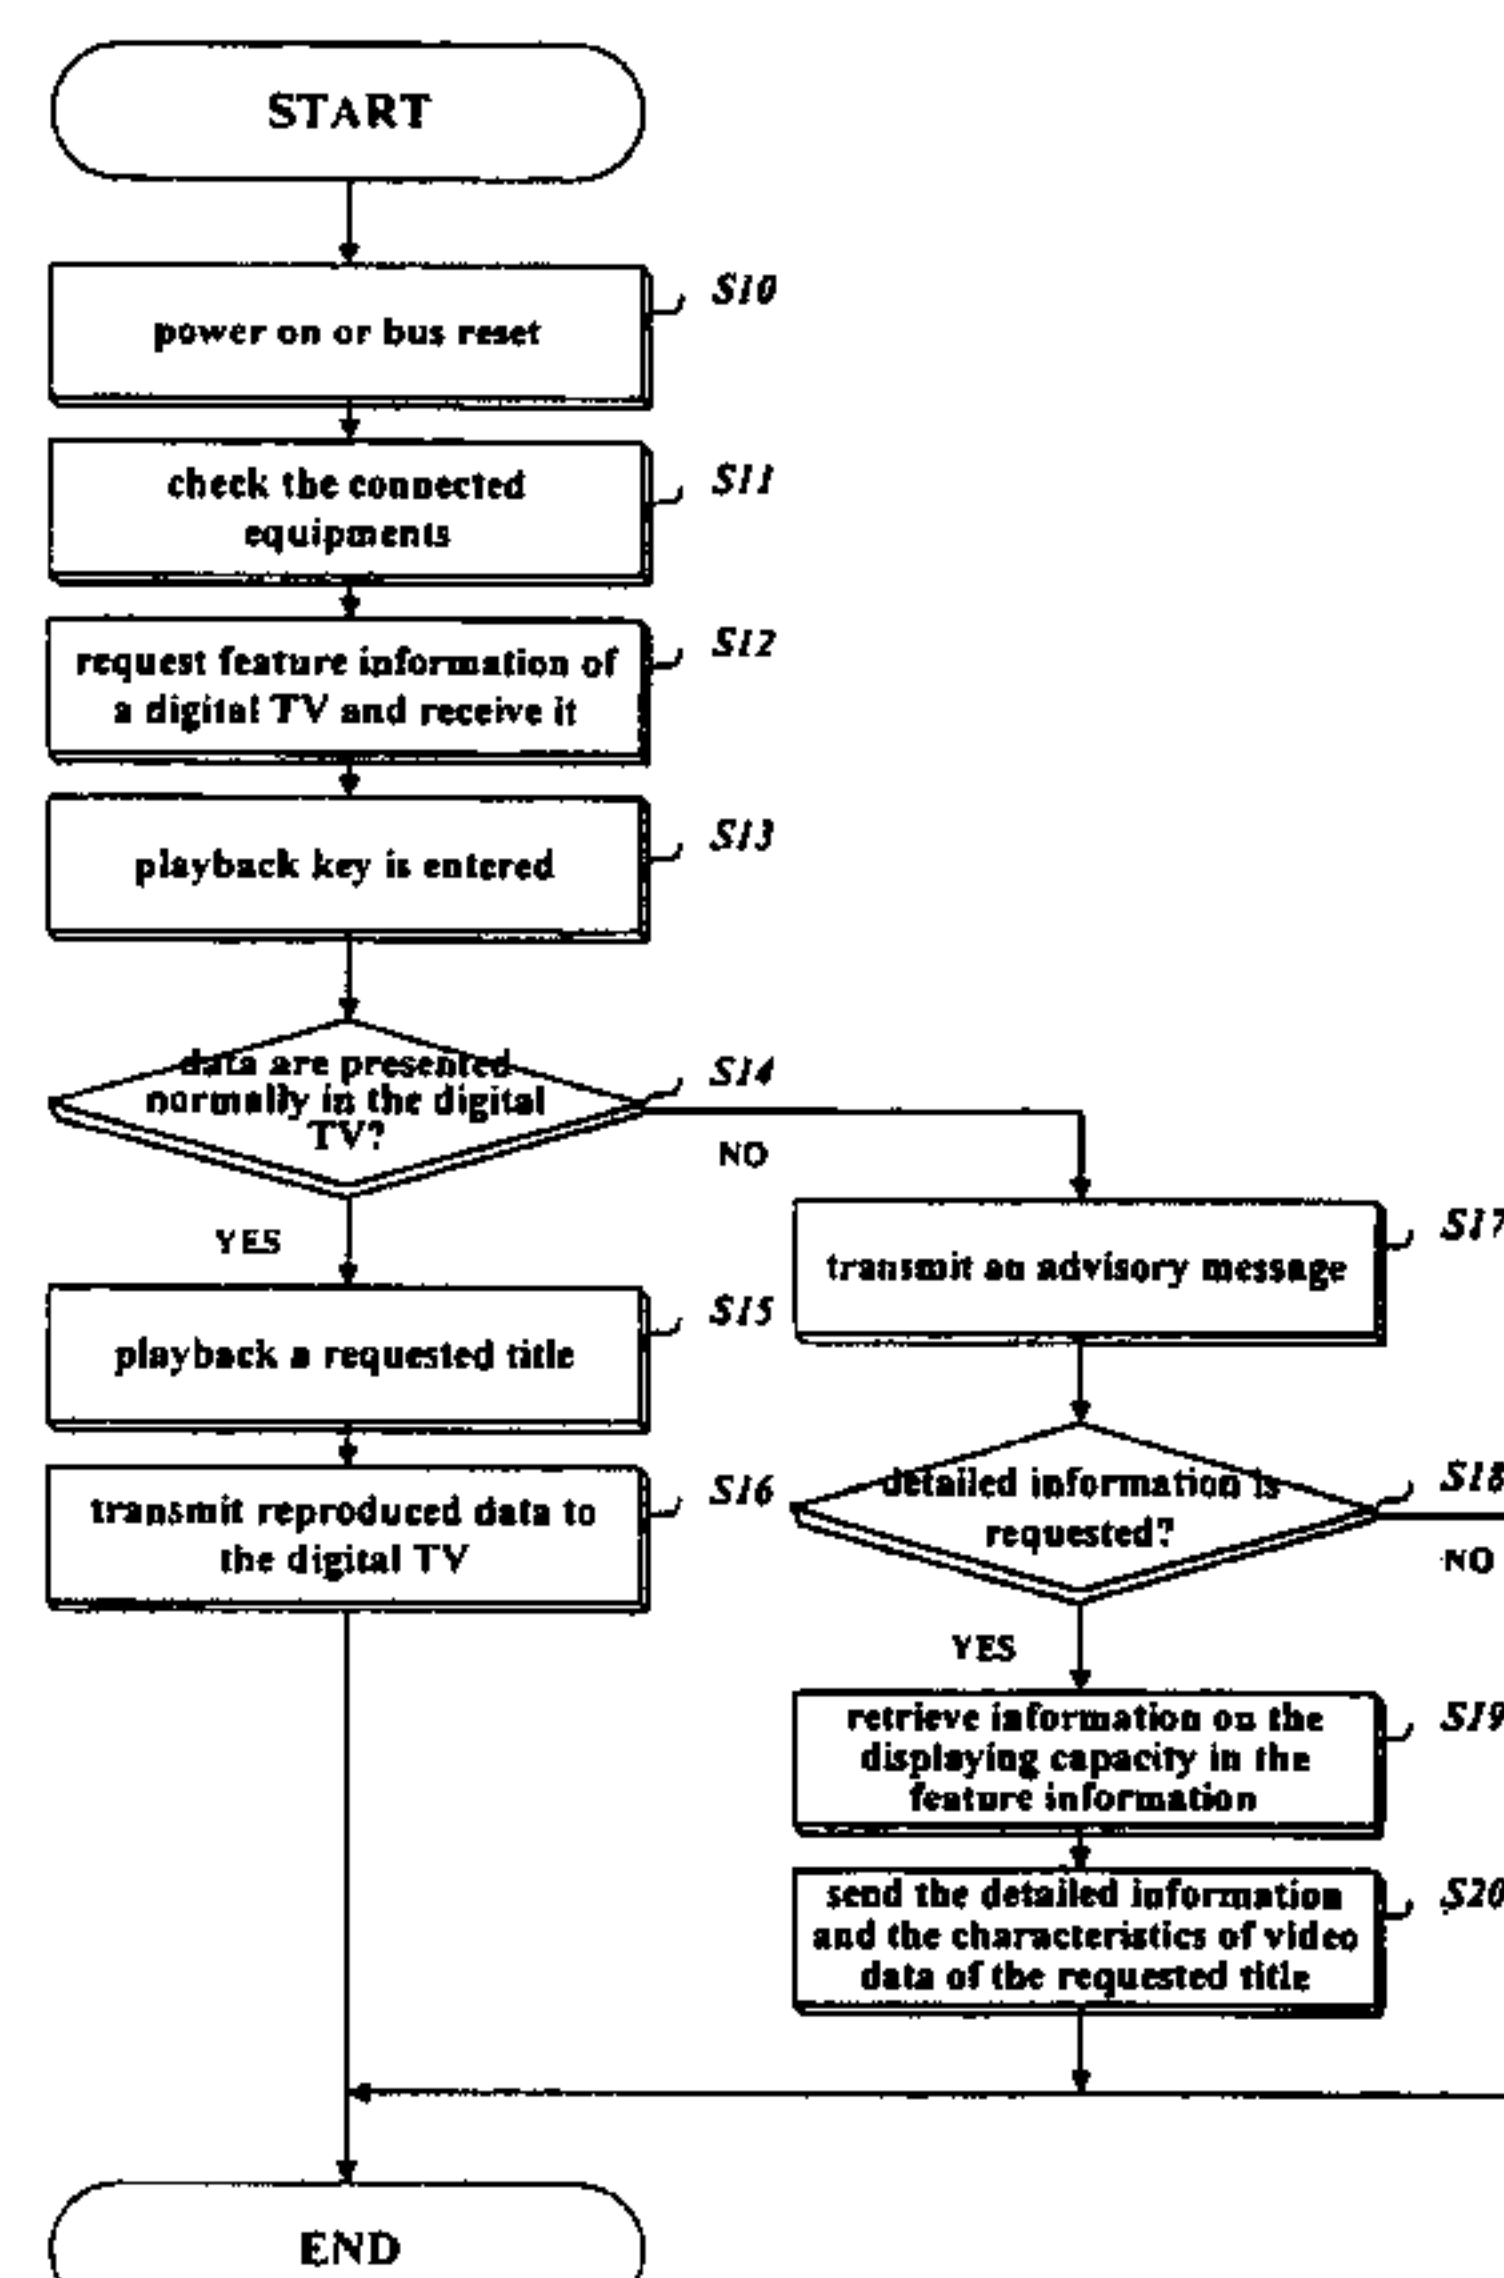 START
S10
power on or bus reset
S11
check the connected
equipments
S12
request feature information of
a digital TV and receive it
S13
playback key is entered
S14
data are presented
normally in the digital
TV?
NO
YES
S15
playback a requested title
S16
transmit reproduced data to
the digital TV
S17
transmit an advisory message
S18
detailed information is
requested?
NO
YES
S19
retrieve information on the
displaying capacity in the
feature information
S20
send the detailed information
and the characteristics of video
data of the requested title
END